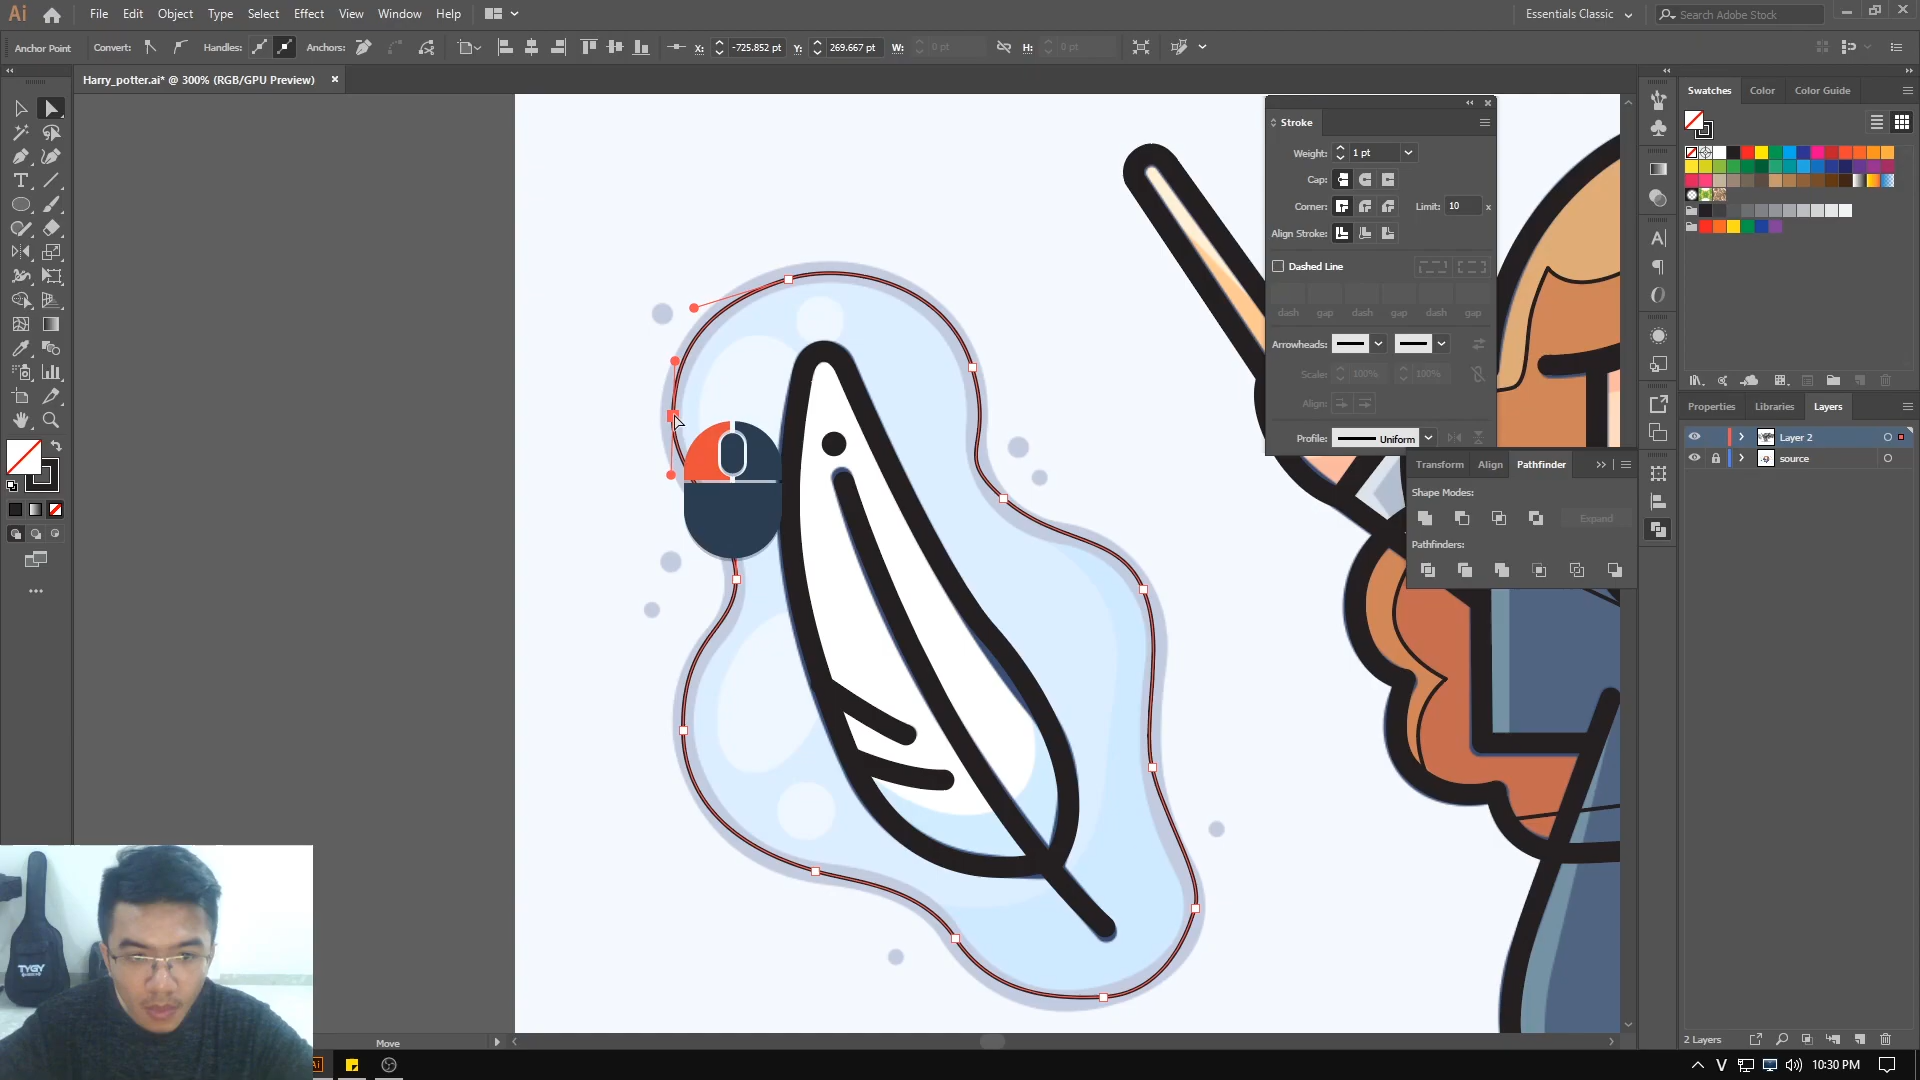 Ai File Edit Object Type Select Effect View Window Help Essentials Classic Search Adobe Stock
Anchor Point Convert: Handles: Anchors: X: -725.852 pt Y: 269.667 pt W: 0 pt H: 0 pt
Harry_potter.ai* @ 300% (RGB/GPU Preview)
Swatches Color Color Guide
Stroke
Weight: 1 pt
Cap:
Corner: Limit: 10 x
Align Stroke:
Dashed Line
dash gap dash gap dash gap
Arrowheads:
Scale: 100% 100%
Align:
Profile: Uniform
Properties Libraries Layers
Layer 2
source
Transform Align Pathfinder
Shape Modes:
Expand
Pathfinders:
TYGY
2 Layers
Move
Ai V 10:30 PM